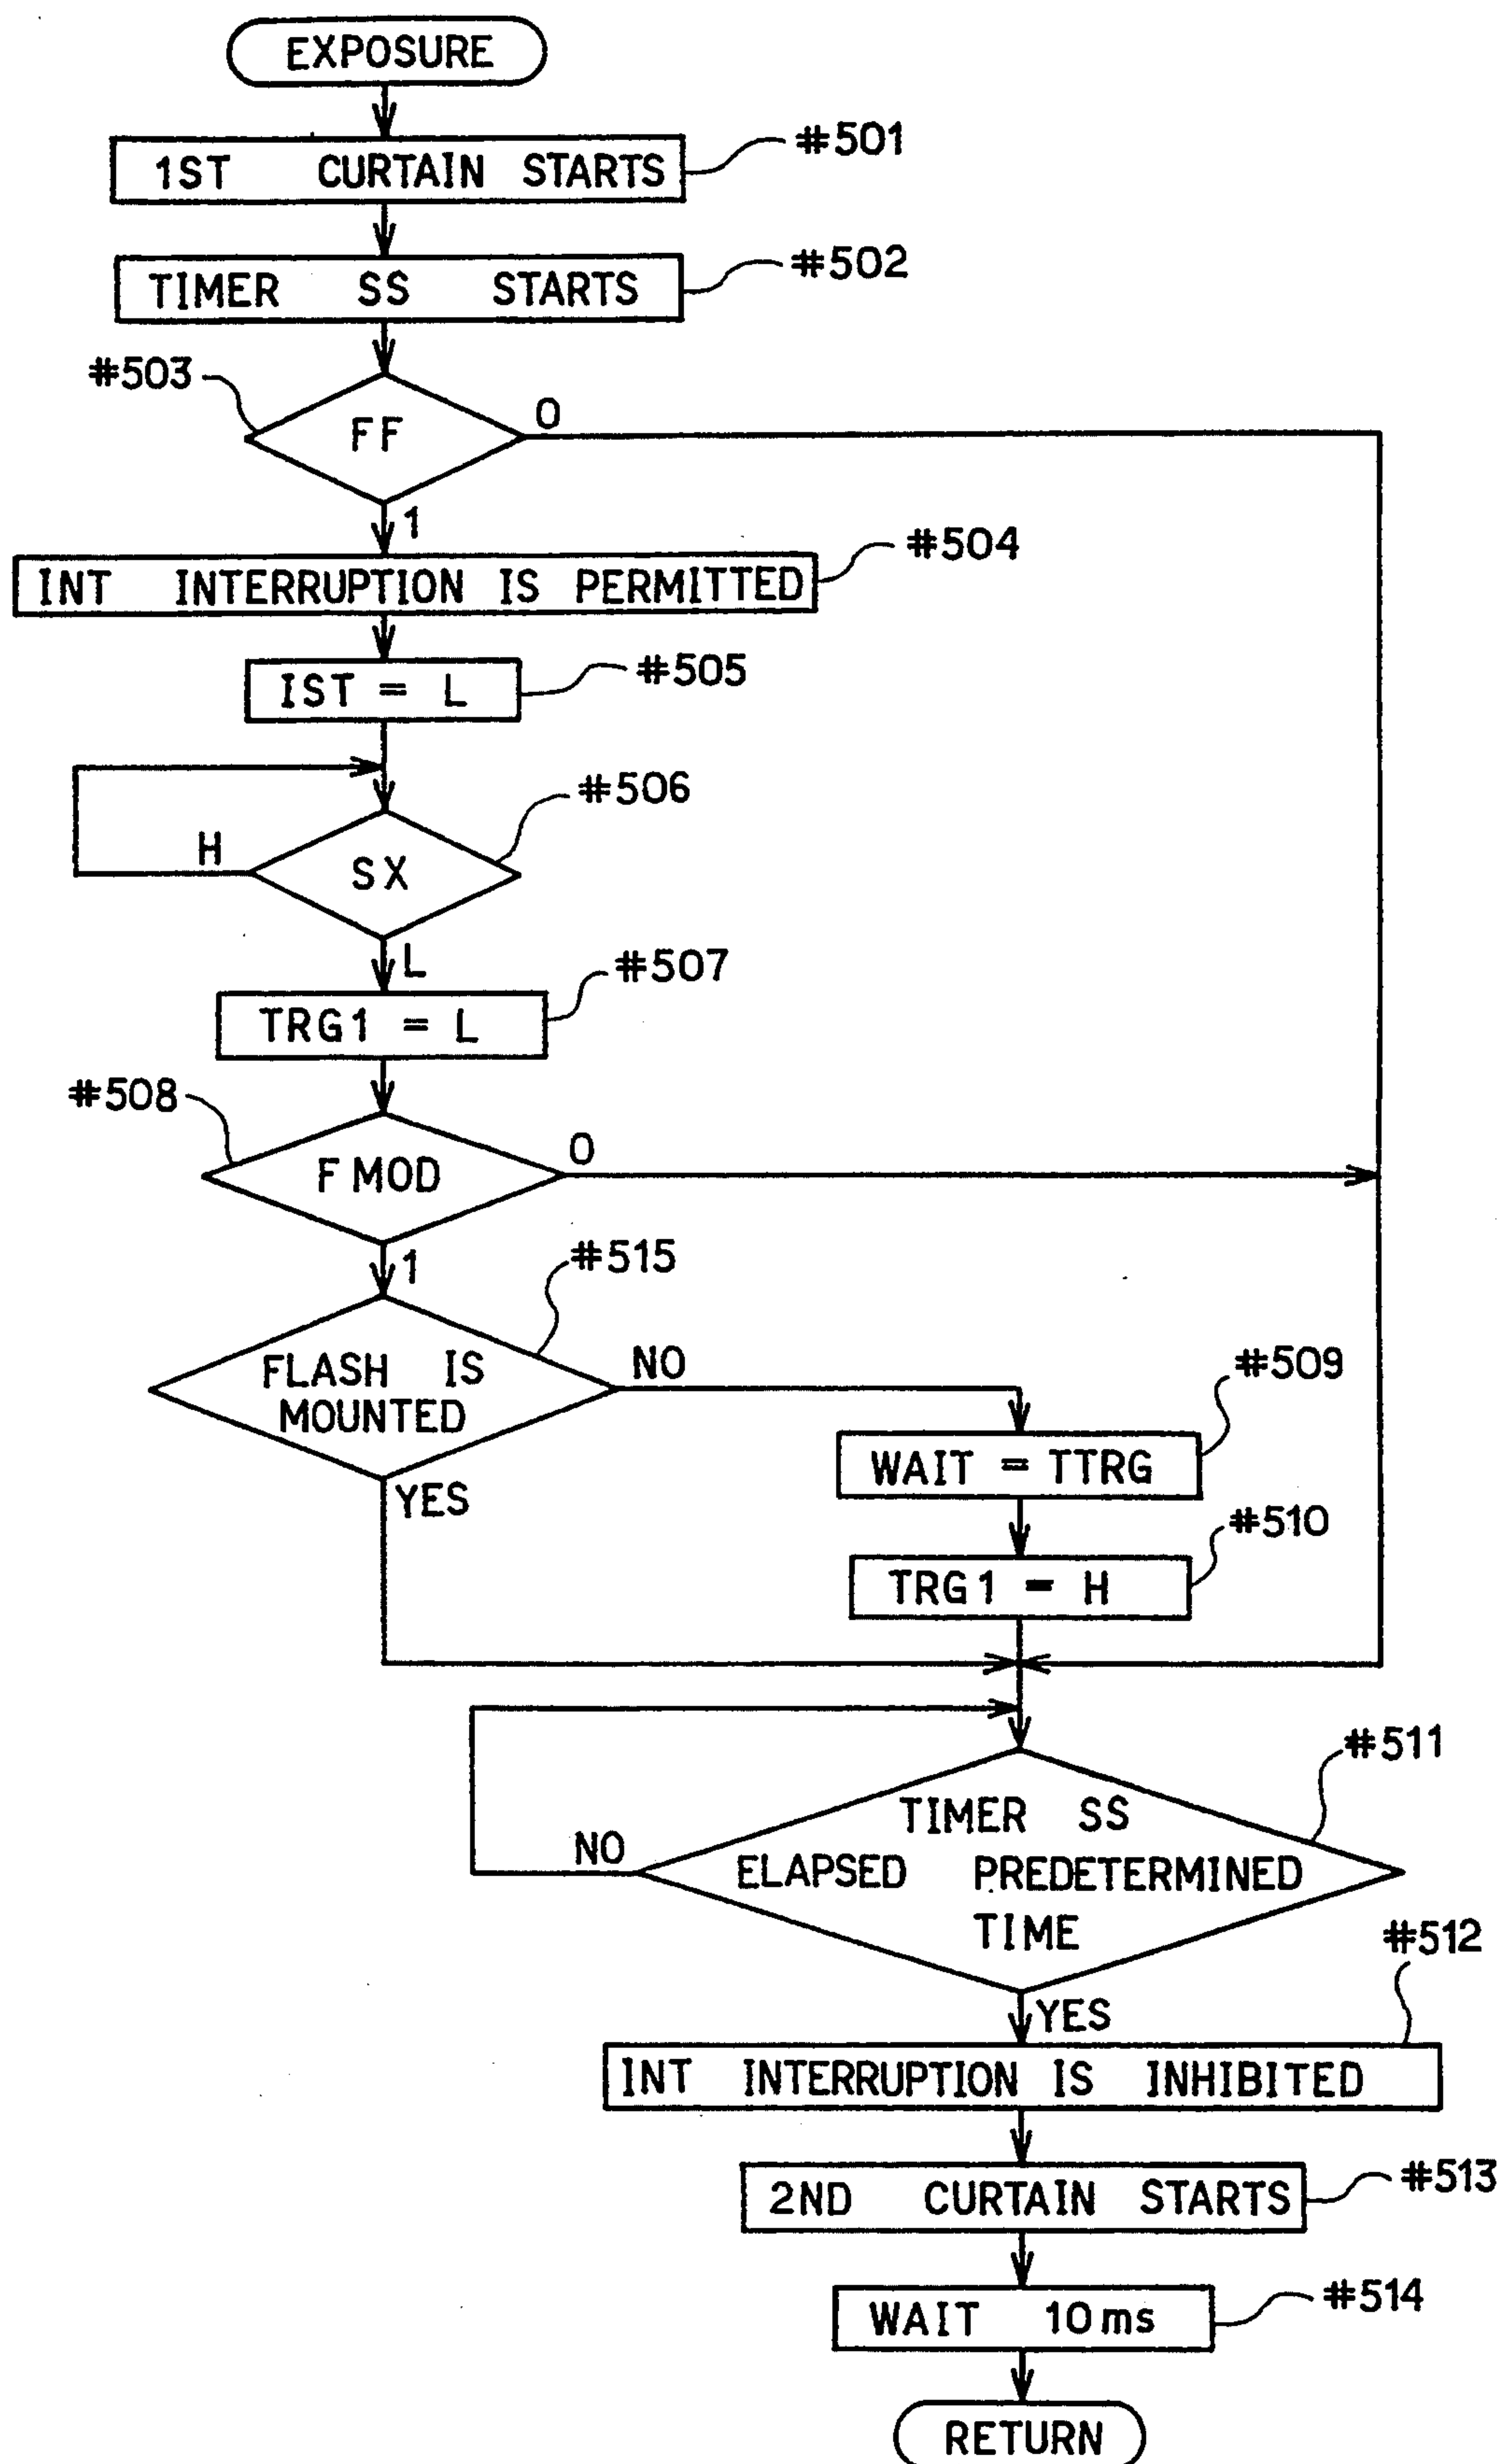 EXPOSURE
1ST CURTAIN STARTS
#501
TIMER SS STARTS
#502
#503
FF
0
1
INT INTERRUPTION IS PERMITTED
#504
IST = L
#505
#506
H
SX
L
#507
TRG1 = L
#508
FMOD
0
1
#515
FLASH IS
MOUNTED
NO
YES
#509
WAIT = TTRG
#510
TRG1 = H
#511
TIMER SS
NO
ELAPSED PREDETERMINED
TIME
YES
#512
INT INTERRUPTION IS INHIBITED
2ND CURTAIN STARTS
#513
WAIT 10ms
#514
RETURN